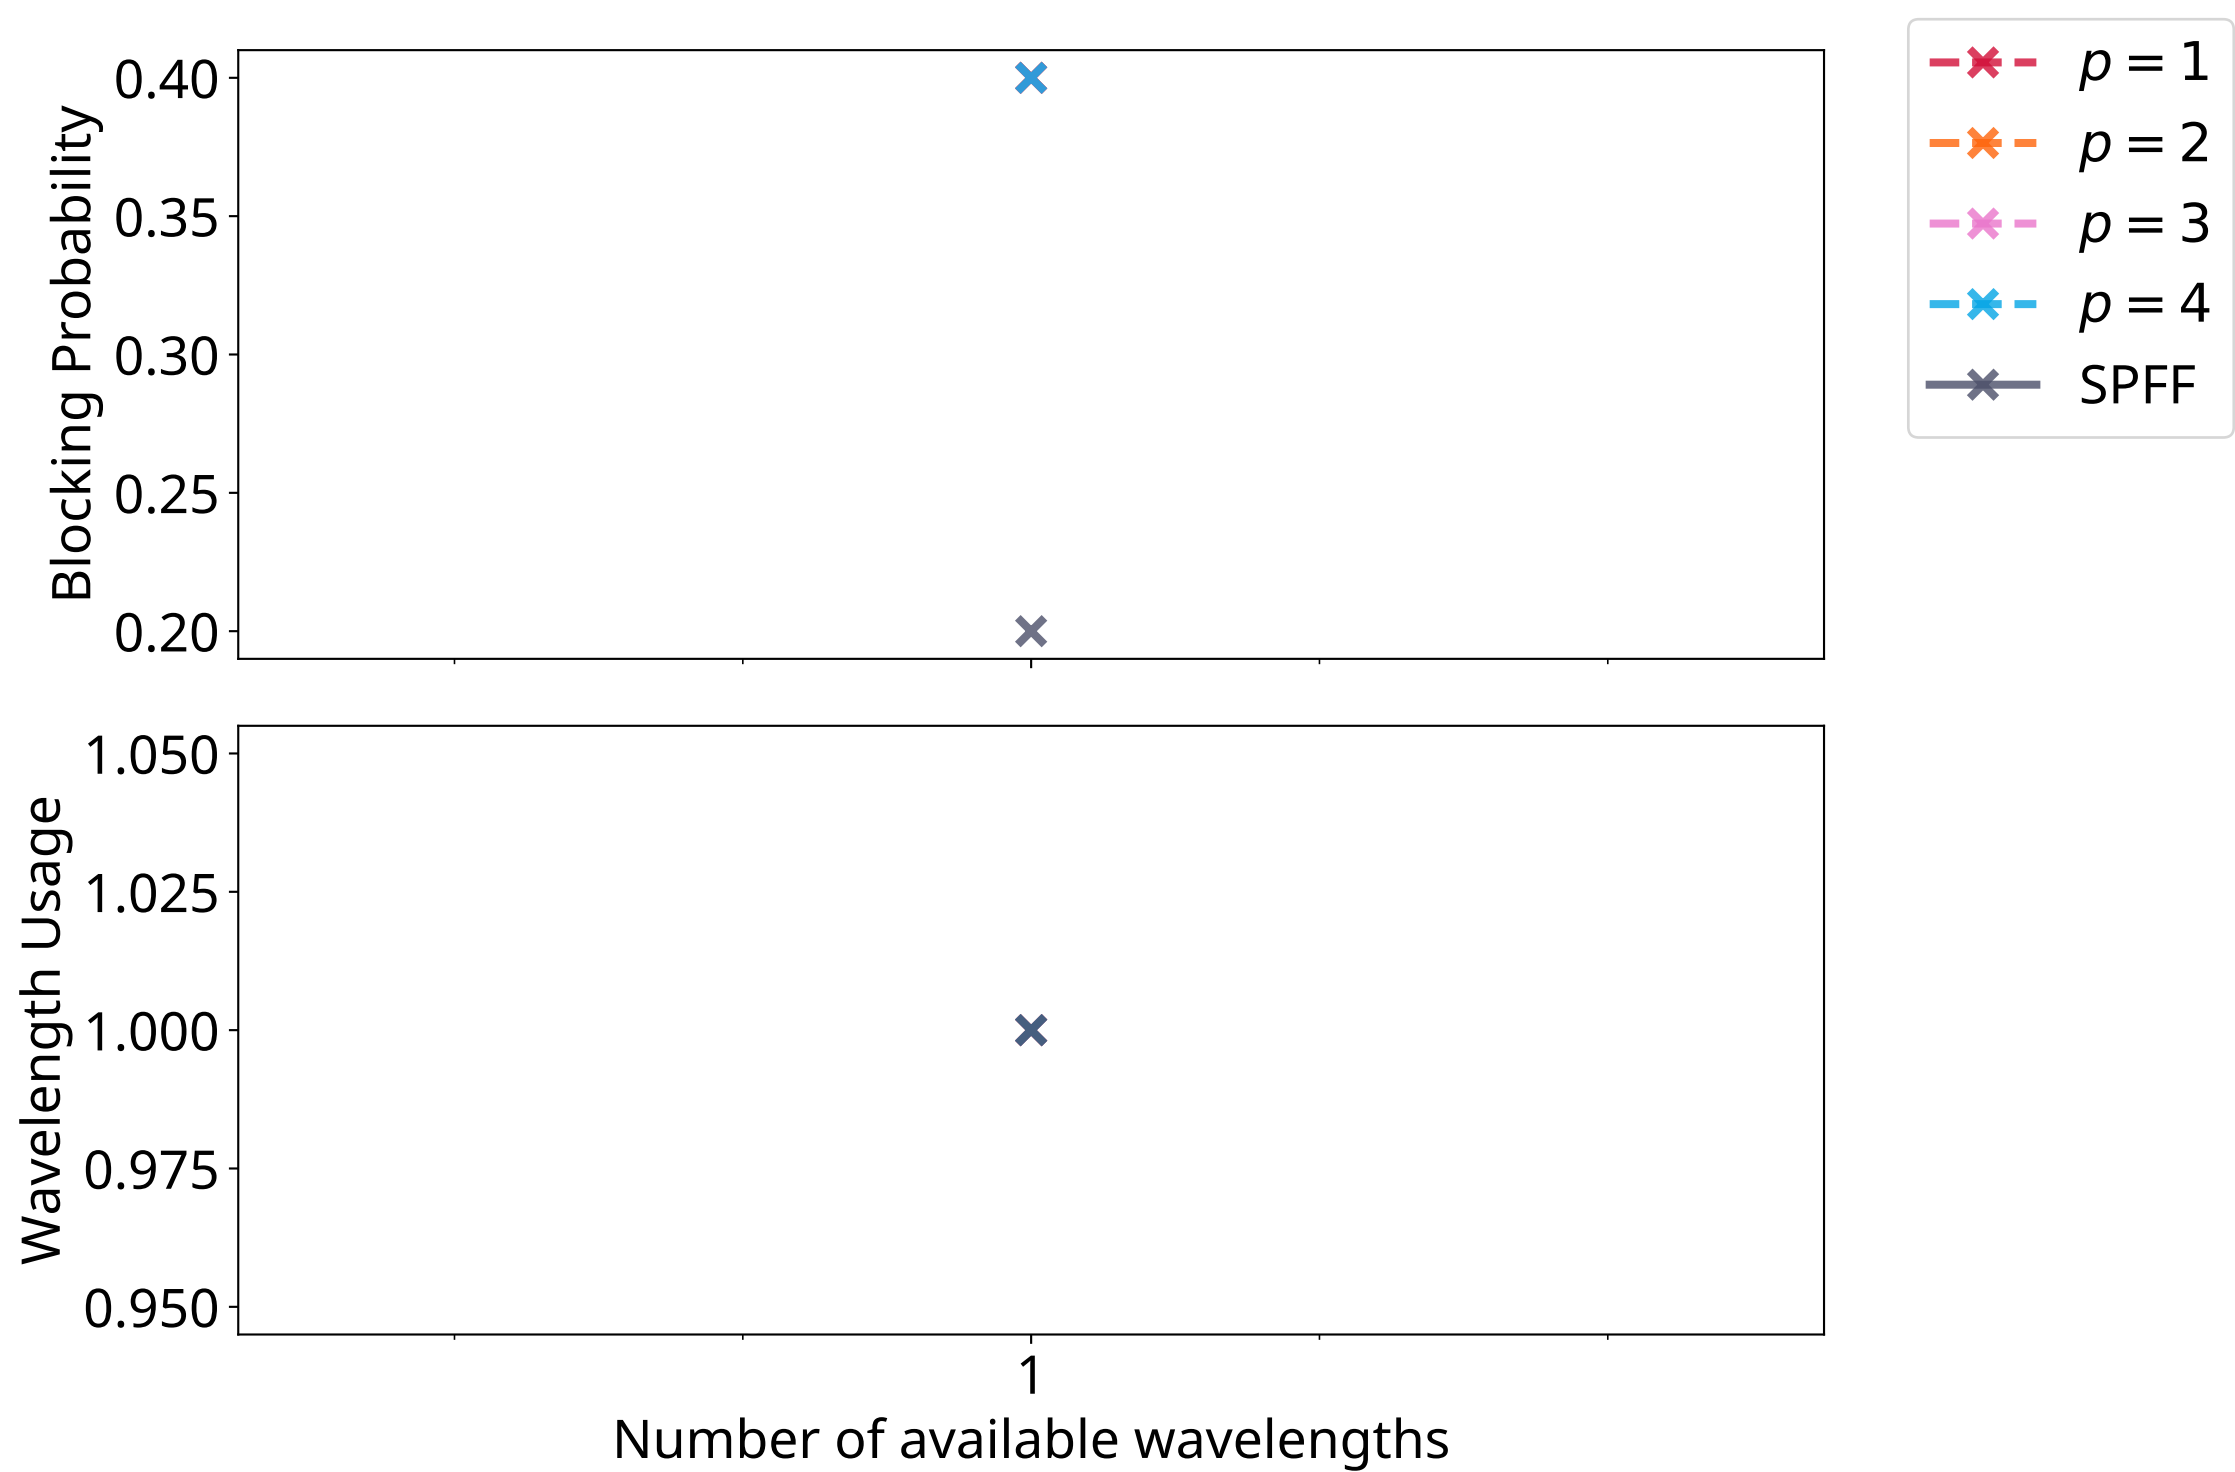 Blocking Probability
0.40
0.35
0.30
0.25
0.20
p = 1
p = 2
p = 3
p = 4
SPFF
Wavelength Usage
1.050
1.025
1.000
0.975
0.950
1
Number of available wavelengths